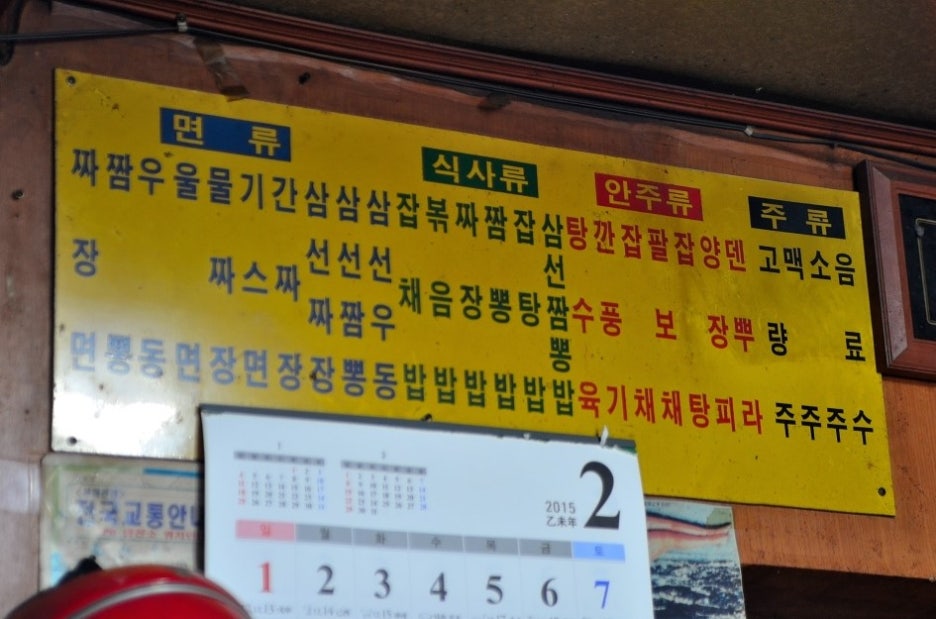 면류
짜장면
짬뽕
우동
울면
물짜장
기스면
간짜장
삼선짜장
삼선짬뽕
삼선우동
식사류
잡채밥
볶음밥
짜장밥
짬뽕밥
잡탕밥
삼선짬뽕밥
안주류
탕수육
깐풍기
잡채
팔보채
잡탕
양장피
덴뿌라
주류
고량주
맥주
소주
음료수
전국교통안
2015
乙未年
2
일 월 화 수 목 금 토
1 2 3 4 5 6 7